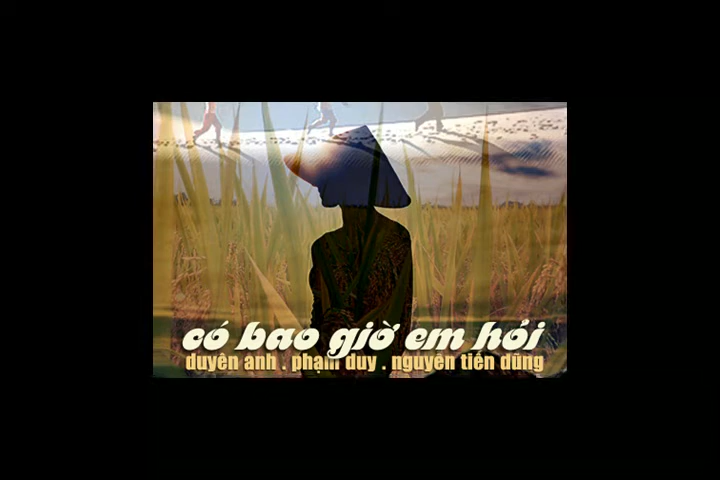 có bao giờ em hỏi
duyên anh . phạm duy . nguyễn tiến dũng